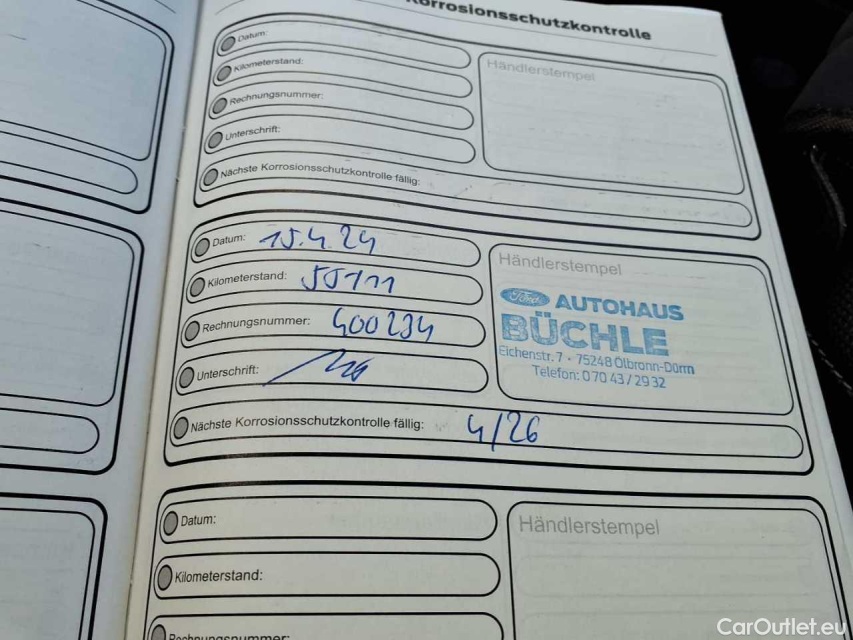 Korrosionsschutzkontrolle
Datum:
Kilometerstand:
Rechnungsnummer:
Unterschrift:
Nächste Korrosionsschutzkontrolle fällig:
Händlerstempel
Datum: 15.4.24
Kilometerstand: 55111
Rechnungsnummer: 400234
Unterschrift:
Nächste Korrosionsschutzkontrolle fällig: 4/26
Händlerstempel
Ford AUTOHAUS
BÜCHLE
Eichenstr. 7 · 75248 Ölbronn-Dürrn
Telefon: 0 70 43 / 29 32
Datum:
Kilometerstand:
Rechnungsnummer:
Händlerstempel
CarOutlet.eu